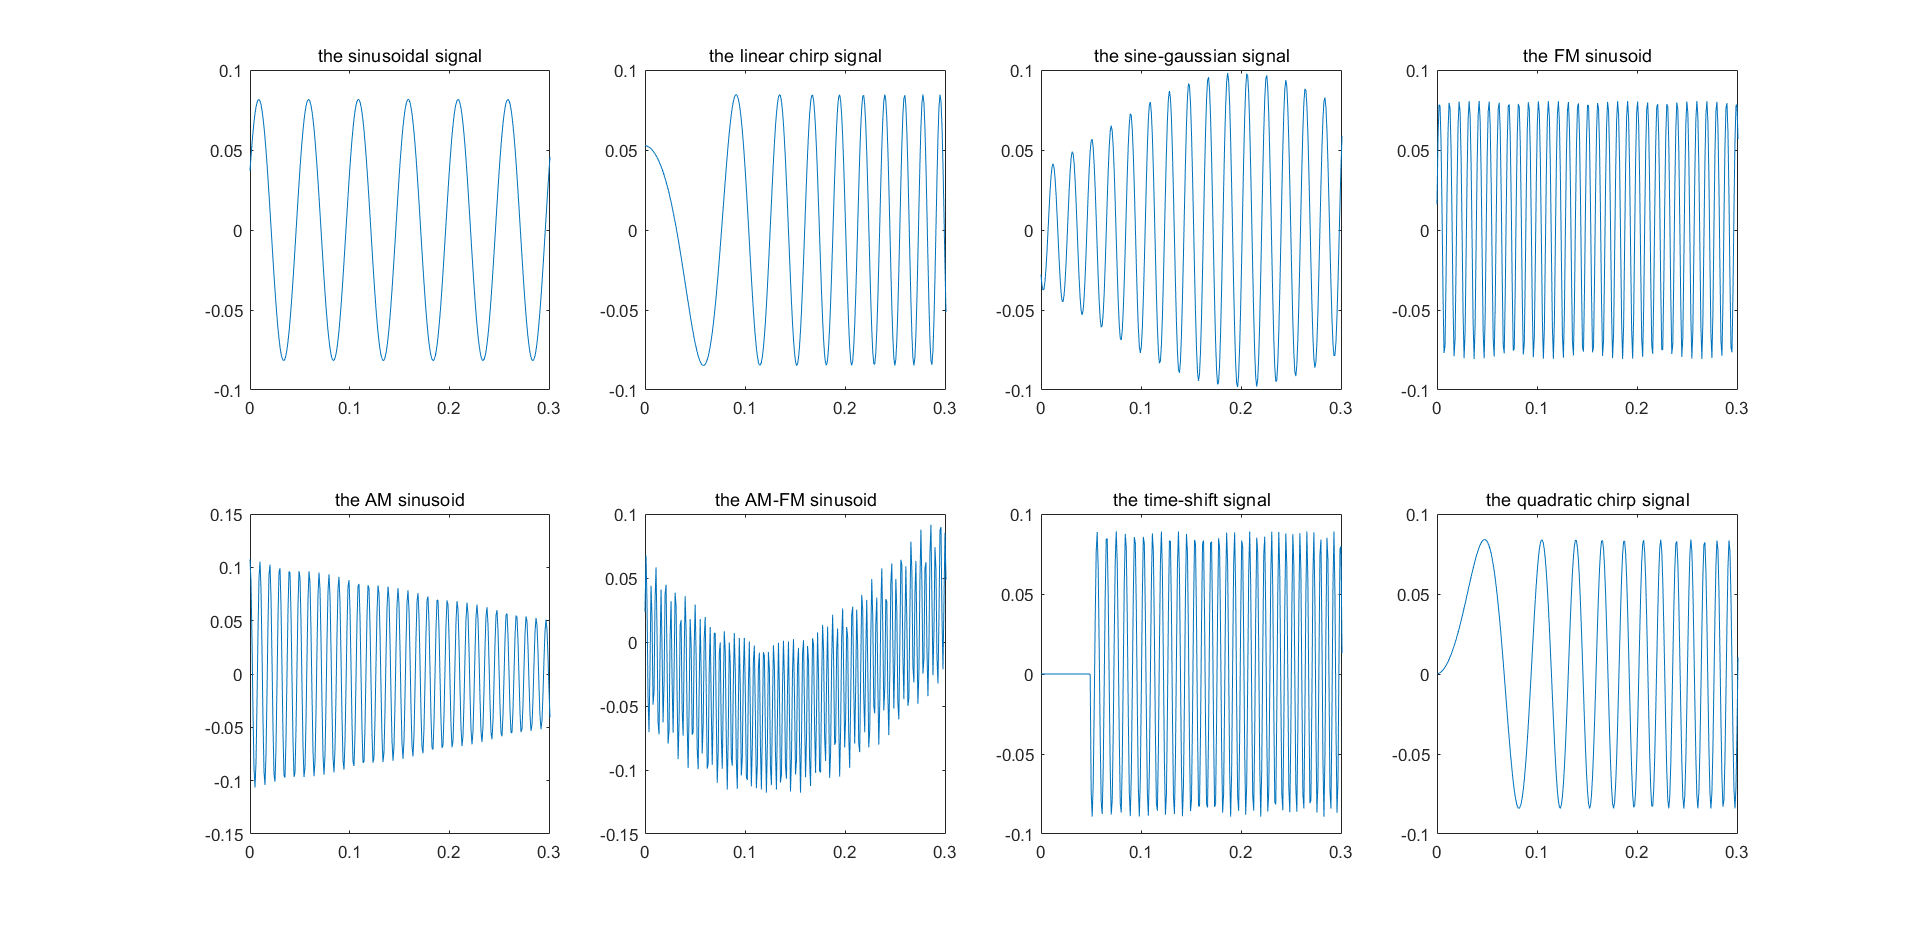 the sinusoidal signal
0.1
0.05
0
-0.05
-0.1
0 0.1 0.2 0.3
the linear chirp signal
0.1
0.05
0
-0.05
-0.1
0 0.1 0.2 0.3
the sine-gaussian signal
0.1
0.05
0
-0.05
-0.1
0 0.1 0.2 0.3
the FM sinusoid
0.1
0.05
0
-0.05
-0.1
0 0.1 0.2 0.3
the AM sinusoid
0.15
0.1
0.05
0
-0.05
-0.1
-0.15
0 0.1 0.2 0.3
the AM-FM sinusoid
0.1
0.05
0
-0.05
-0.1
-0.15
0 0.1 0.2 0.3
the time-shift signal
0.1
0.05
0
-0.05
-0.1
0 0.1 0.2 0.3
the quadratic chirp signal
0.1
0.05
0
-0.05
-0.1
0 0.1 0.2 0.3